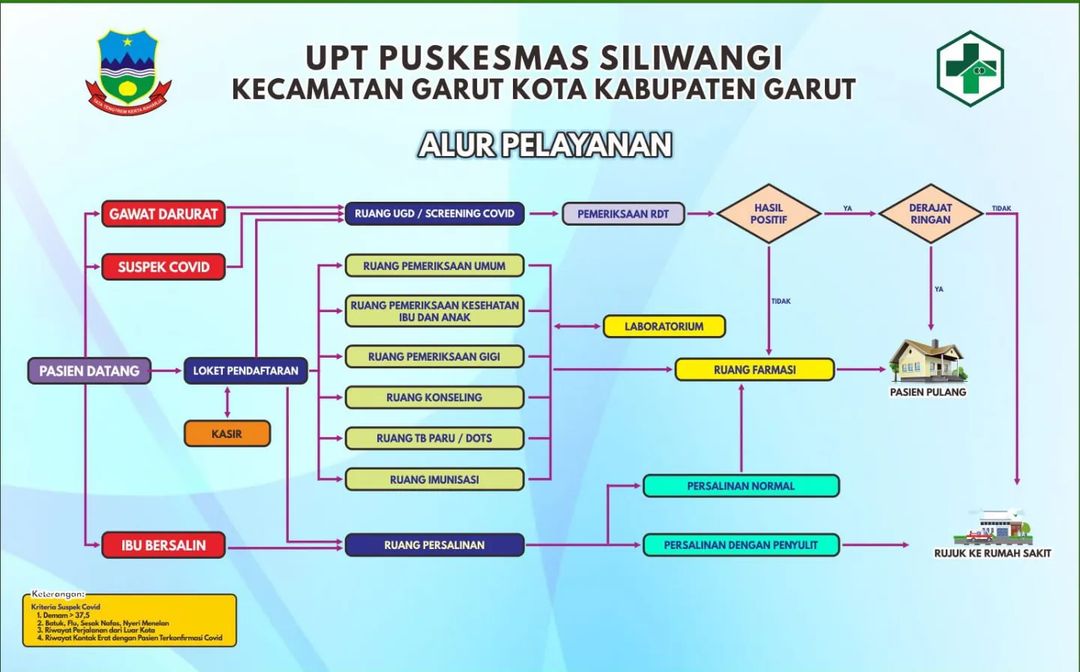 UPT PUSKESMAS SILIWANGI
KECAMATAN GARUT KOTA KABUPATEN GARUT
TATA TENGTREM KERTA RAHARJA
ALUR PELAYANAN
GAWAT DARURAT
RUANG UGD / SCREENING COVID
PEMERIKSAAN RDT
HASIL
POSITIF
YA
DERAJAT
RINGAN
TIDAK
SUSPEK COVID
RUANG PEMERIKSAAN UMUM
YA
TIDAK
RUANG PEMERIKSAAN KESEHATAN
IBU DAN ANAK
LABORATORIUM
RUANG PEMERIKSAAN GIGI
PASIEN DATANG
LOKET PENDAFTARAN
RUANG FARMASI
PASIEN PULANG
RUANG KONSELING
KASIR
RUANG TB PARU / DOTS
RUANG IMUNISASI
PERSALINAN NORMAL
IBU BERSALIN
RUANG PERSALINAN
PERSALINAN DENGAN PENYULIT
RUJUK KE RUMAH SAKIT
Keterangan:
Kriteria Suspek Covid
1. Demam > 37,5
2. Batuk, Flu, Sesak Nafas, Nyeri Menelan
3. Riwayat Perjalanan dari Luar Kota
4. Riwayat Kontak Erat dengan Pasien Terkonfirmasi Covid